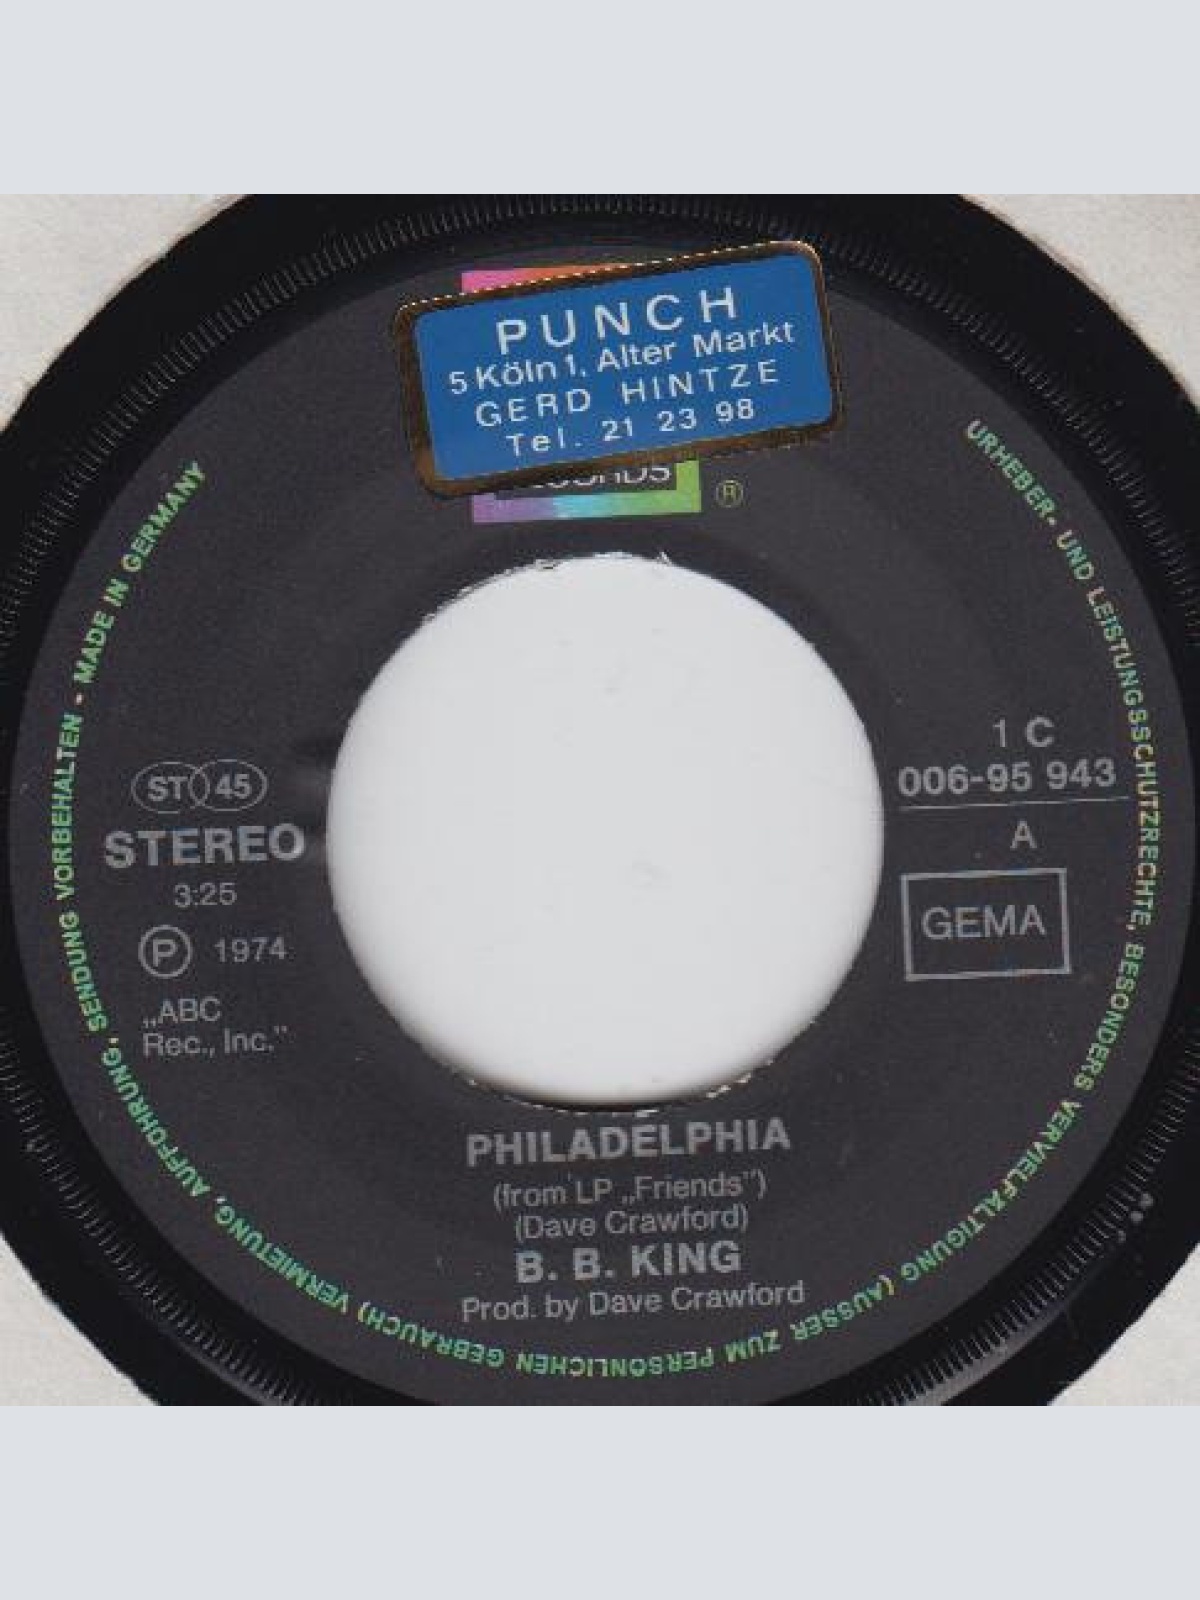 PUNCH
5 Köln 1, Alter Markt
GERD HINTZE
Tel. 21 23 98
®
URHEBER- UND LEISTUNGSSCHUTZRECHTE, BESONDERS VERVIELFÄLTIGUNG (AUSSER ZUM PERSÖNLICHEN GEBRAUCH) VERMIETUNG, AUFFÜHRUNG, SENDUNG VORBEHALTEN - MADE IN GERMANY
ST 45
STEREO
3:25
Ⓟ 1974
„ABC
Rec., Inc.”
1 C
006-95 943
A
GEMA
PHILADELPHIA
(from LP „Friends”)
(Dave Crawford)
B. B. KING
Prod. by Dave Crawford